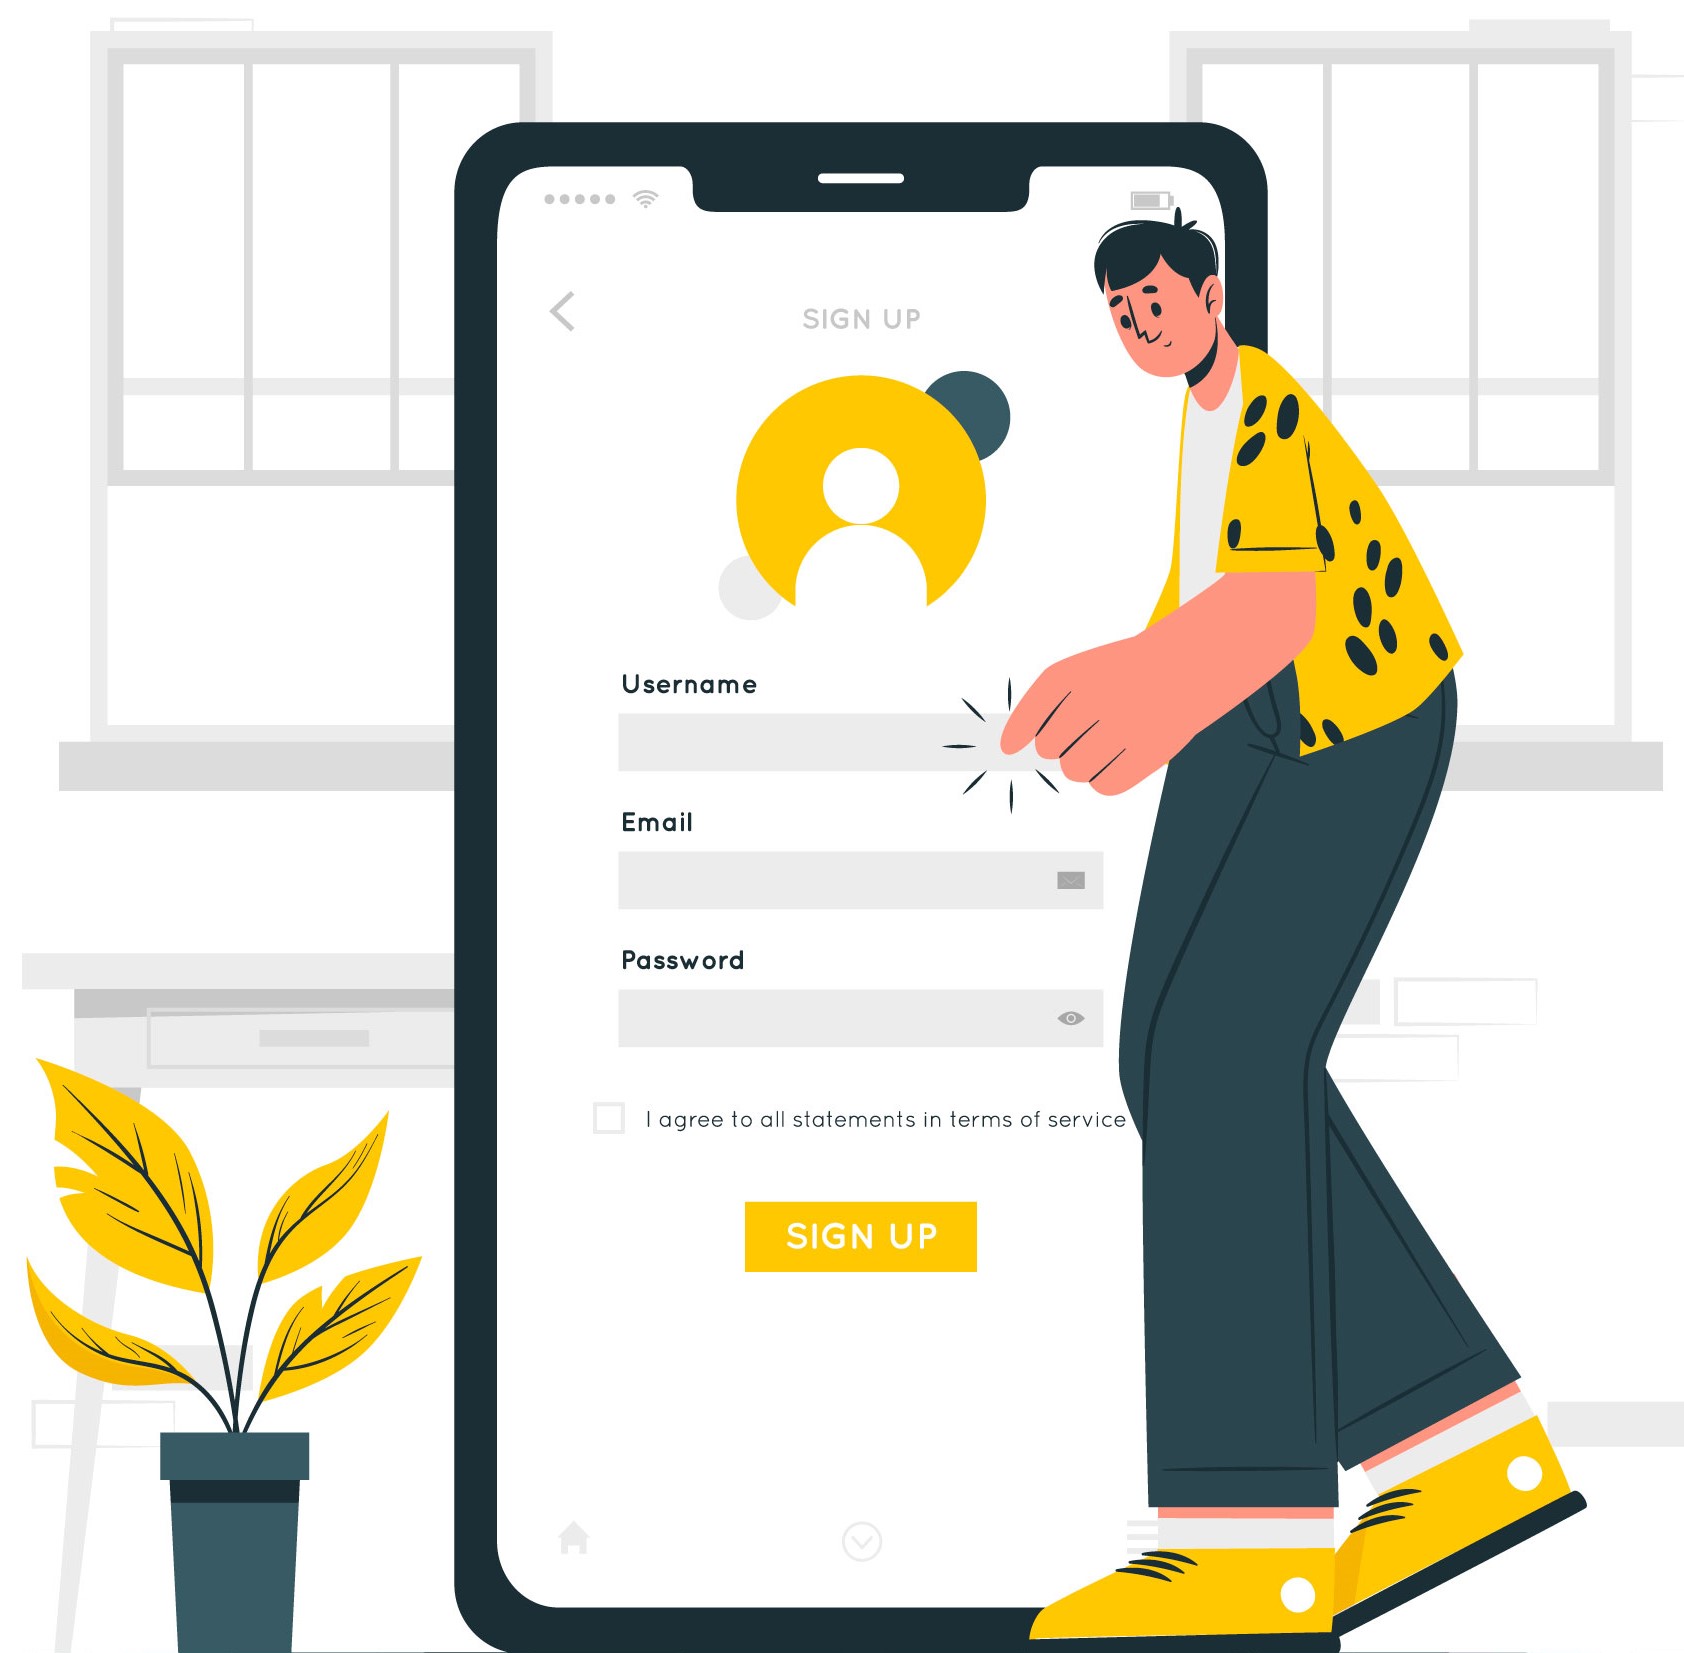 SIGN UP
Username
Email
Password
I agree to all statements in terms of service
SIGN UP